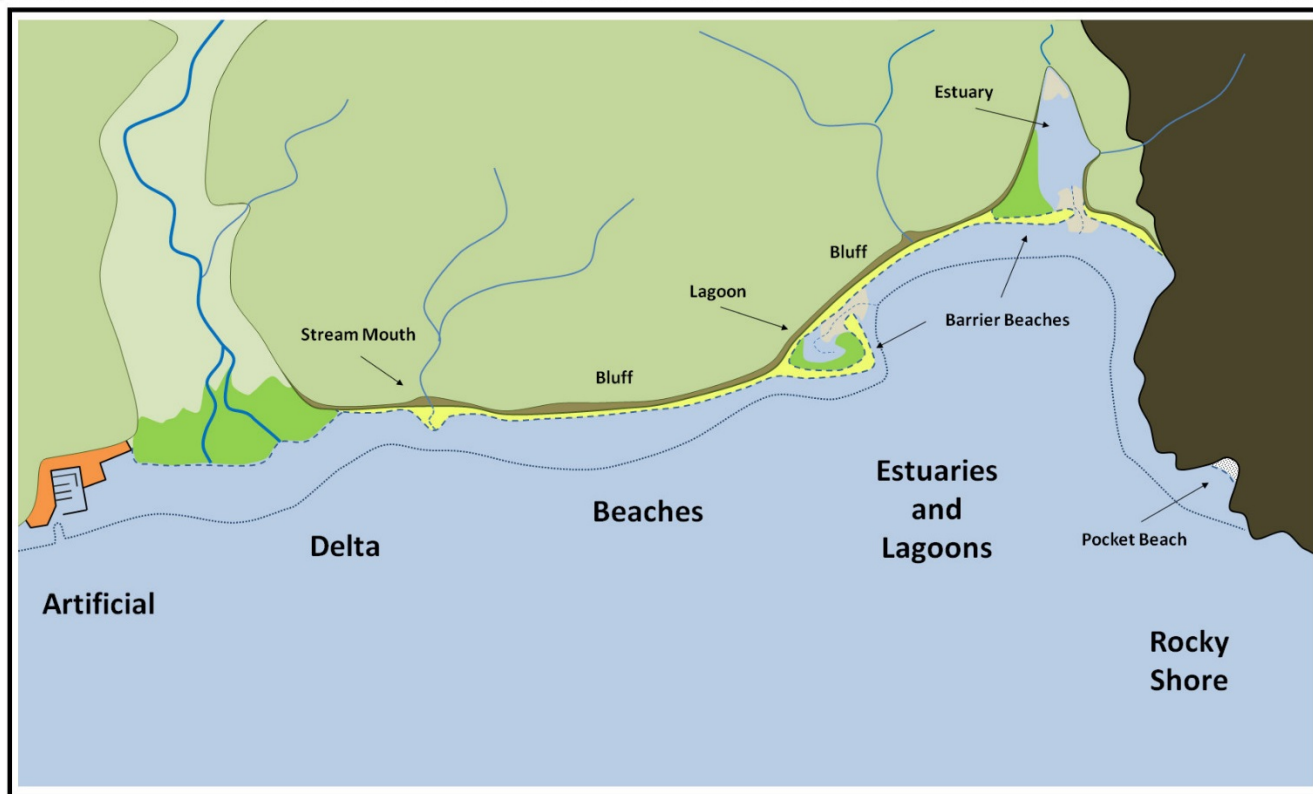 Estuary
Bluff
Lagoon
Stream Mouth
Barrier Beaches
Bluff
Estuaries
and
Lagoons
Beaches
Delta
Pocket Beach
Artificial
Rocky
Shore